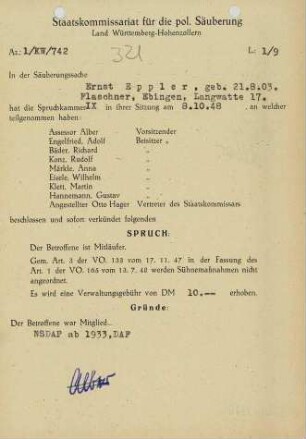 Staatskommissariat für die pol. Säuberung
Land Württemberg-Hohenzollern
Az.: 1/KW/742
321
L: 1/9
In der Säuberungssache
Ernst Eppler, geb. 21.8.03.
Flaschner, Ebingen, Langwatte 17.
hat die Spruchkammer IX in ihrer Sitzung am 8.10.48 an welcher
teilgenommen haben:
Assessor Alber Vorsitzender
Engelfried, Adolf Beisitzer
Bäder, Richard "
Konz, Rudolf "
Märkle, Anna "
Eisele, Wilhelm "
Klett, Martin "
Hannemann, Gustav "
Angestellter Otto Hager Vertreter des Staatskommissars
beschlossen und sofort verkündet folgenden
SPRUCH:
Der Betroffene ist Mitläufer.
Gem. Art. 3 der VO 133 vom 17. 11. 47 in der Fassung des
Art. 1 der VO 165 vom 13. 7. 48 werden Sühnemaßnahmen nicht
angeordnet.
Es wird eine Verwaltungsgebühr von DM 10.-- erhoben.
Gründe:
Der Betroffene war Mitglied..
NSDAP ab 1933, DAF
Alber